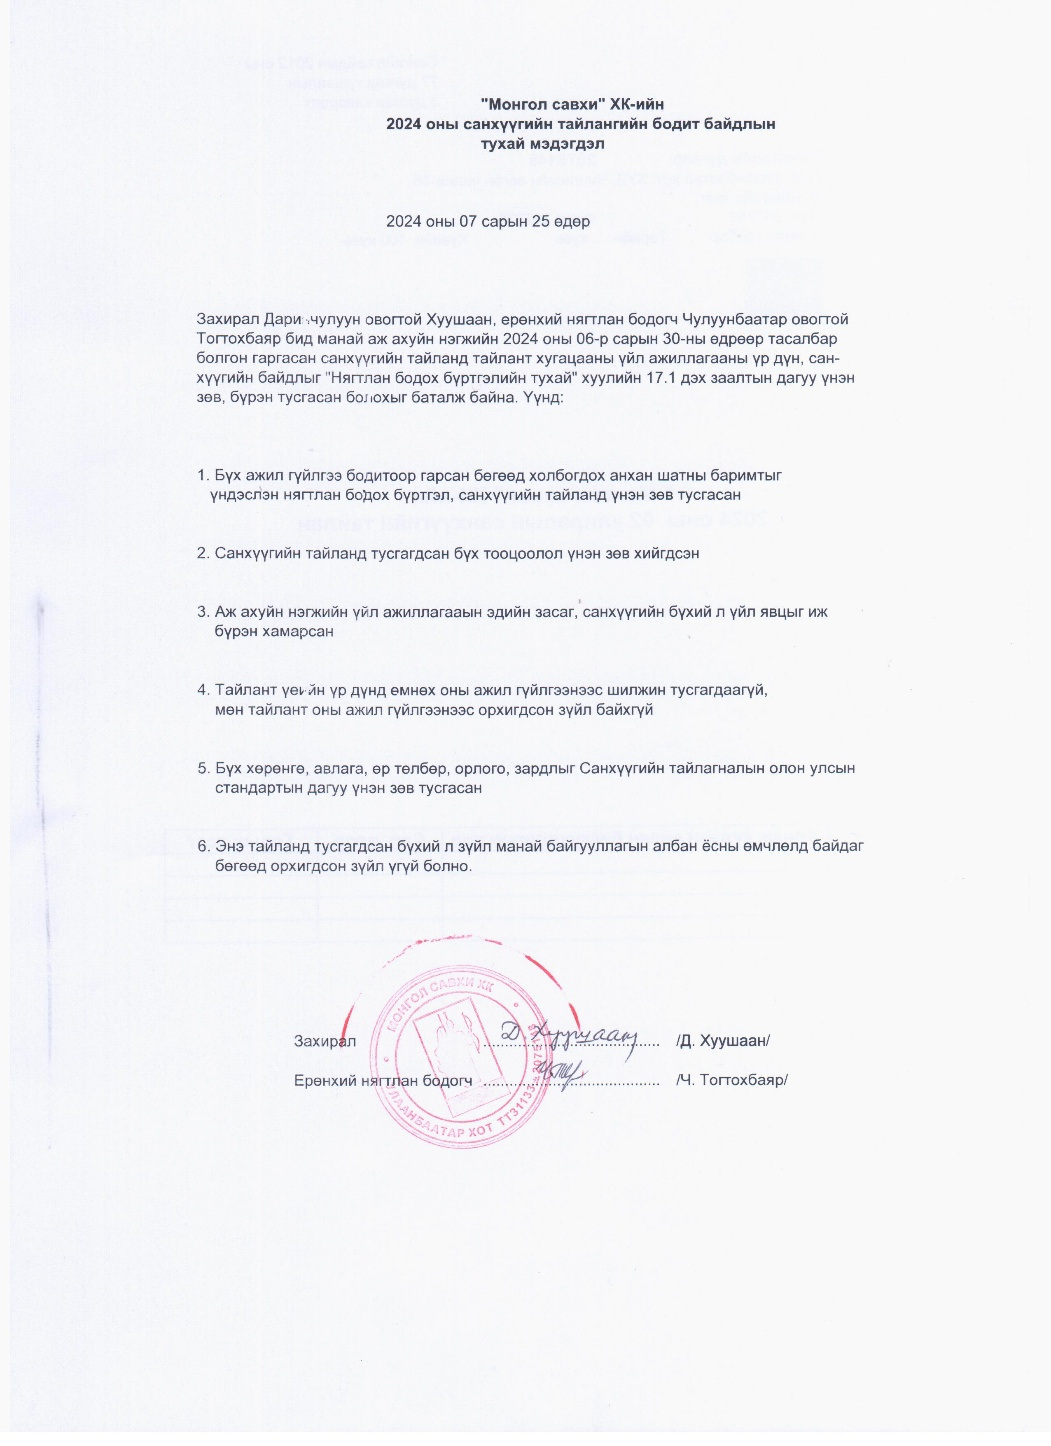 "Монгол савхи" ХК-ийн
2024 оны санхүүгийн тайлангийн бодит байдлын
тухай мэдэгдэл
2024 оны 07 сарын 25 өдөр
Захирал Дарин-чулуун овогтой Хуушаан, ерөнхий нягтлан бодогч Чулуунбаатар овогтой
Тогтохбаяр бид манай аж ахуйн нэгжийн 2024 оны 06-р сарын 30-ны өдрөөр тасалбар
болгон гаргасан санхүүгийн тайланд тайлант хугацааны үйл ажиллагааны үр дүн, сан-
хүүгийн байдлыг "Нягтлан бодох бүртгэлийн тухай" хуулийн 17.1 дэх заалтын дагуу үнэн
зөв, бүрэн тусгасан болохыг баталж байна. Үүнд:
1. Бүх ажил гүйлгээ бодитоор гарсан бөгөөд холбогдох анхан шатны баримтыг
үндэслэн нягтлан бодох бүртгэл, санхүүгийн тайланд үнэн зөв тусгасан
2. Санхүүгийн тайланд тусгагдсан бүх тооцоолол үнэн зөв хийгдсэн
3. Аж ахуйн нэгжийн үйл ажиллагааын эдийн засаг, санхүүгийн бүхий л үйл явцыг иж
бүрэн хамарсан
4. Тайлант үеийн үр дүнд өмнөх оны ажил гүйлгээнээс шилжин тусгагдаагүй,
мөн тайлант оны ажил гүйлгээнээс орхигдсон зүйл байхгүй
5. Бүх хөрөнгө, авлага, өр төлбөр, орлого, зардлыг Санхүүгийн тайлагналын олон улсын
стандартын дагуу үнэн зөв тусгасан
6. Энэ тайланд тусгагдсан бүхий л зүйл манай байгууллагын албан ёсны өмчлөлд байдаг
бөгөөд орхигдсон зүйл үгүй болно.
МОНГОЛ САВХИ ХК
Захирал ........................................ Д. Хуушаан /Д. Хуушаан/
Ерөнхий нягтлан бодогч ........................................ /Ч. Тогтохбаяр/
УЛААНБААТАР ХОТ